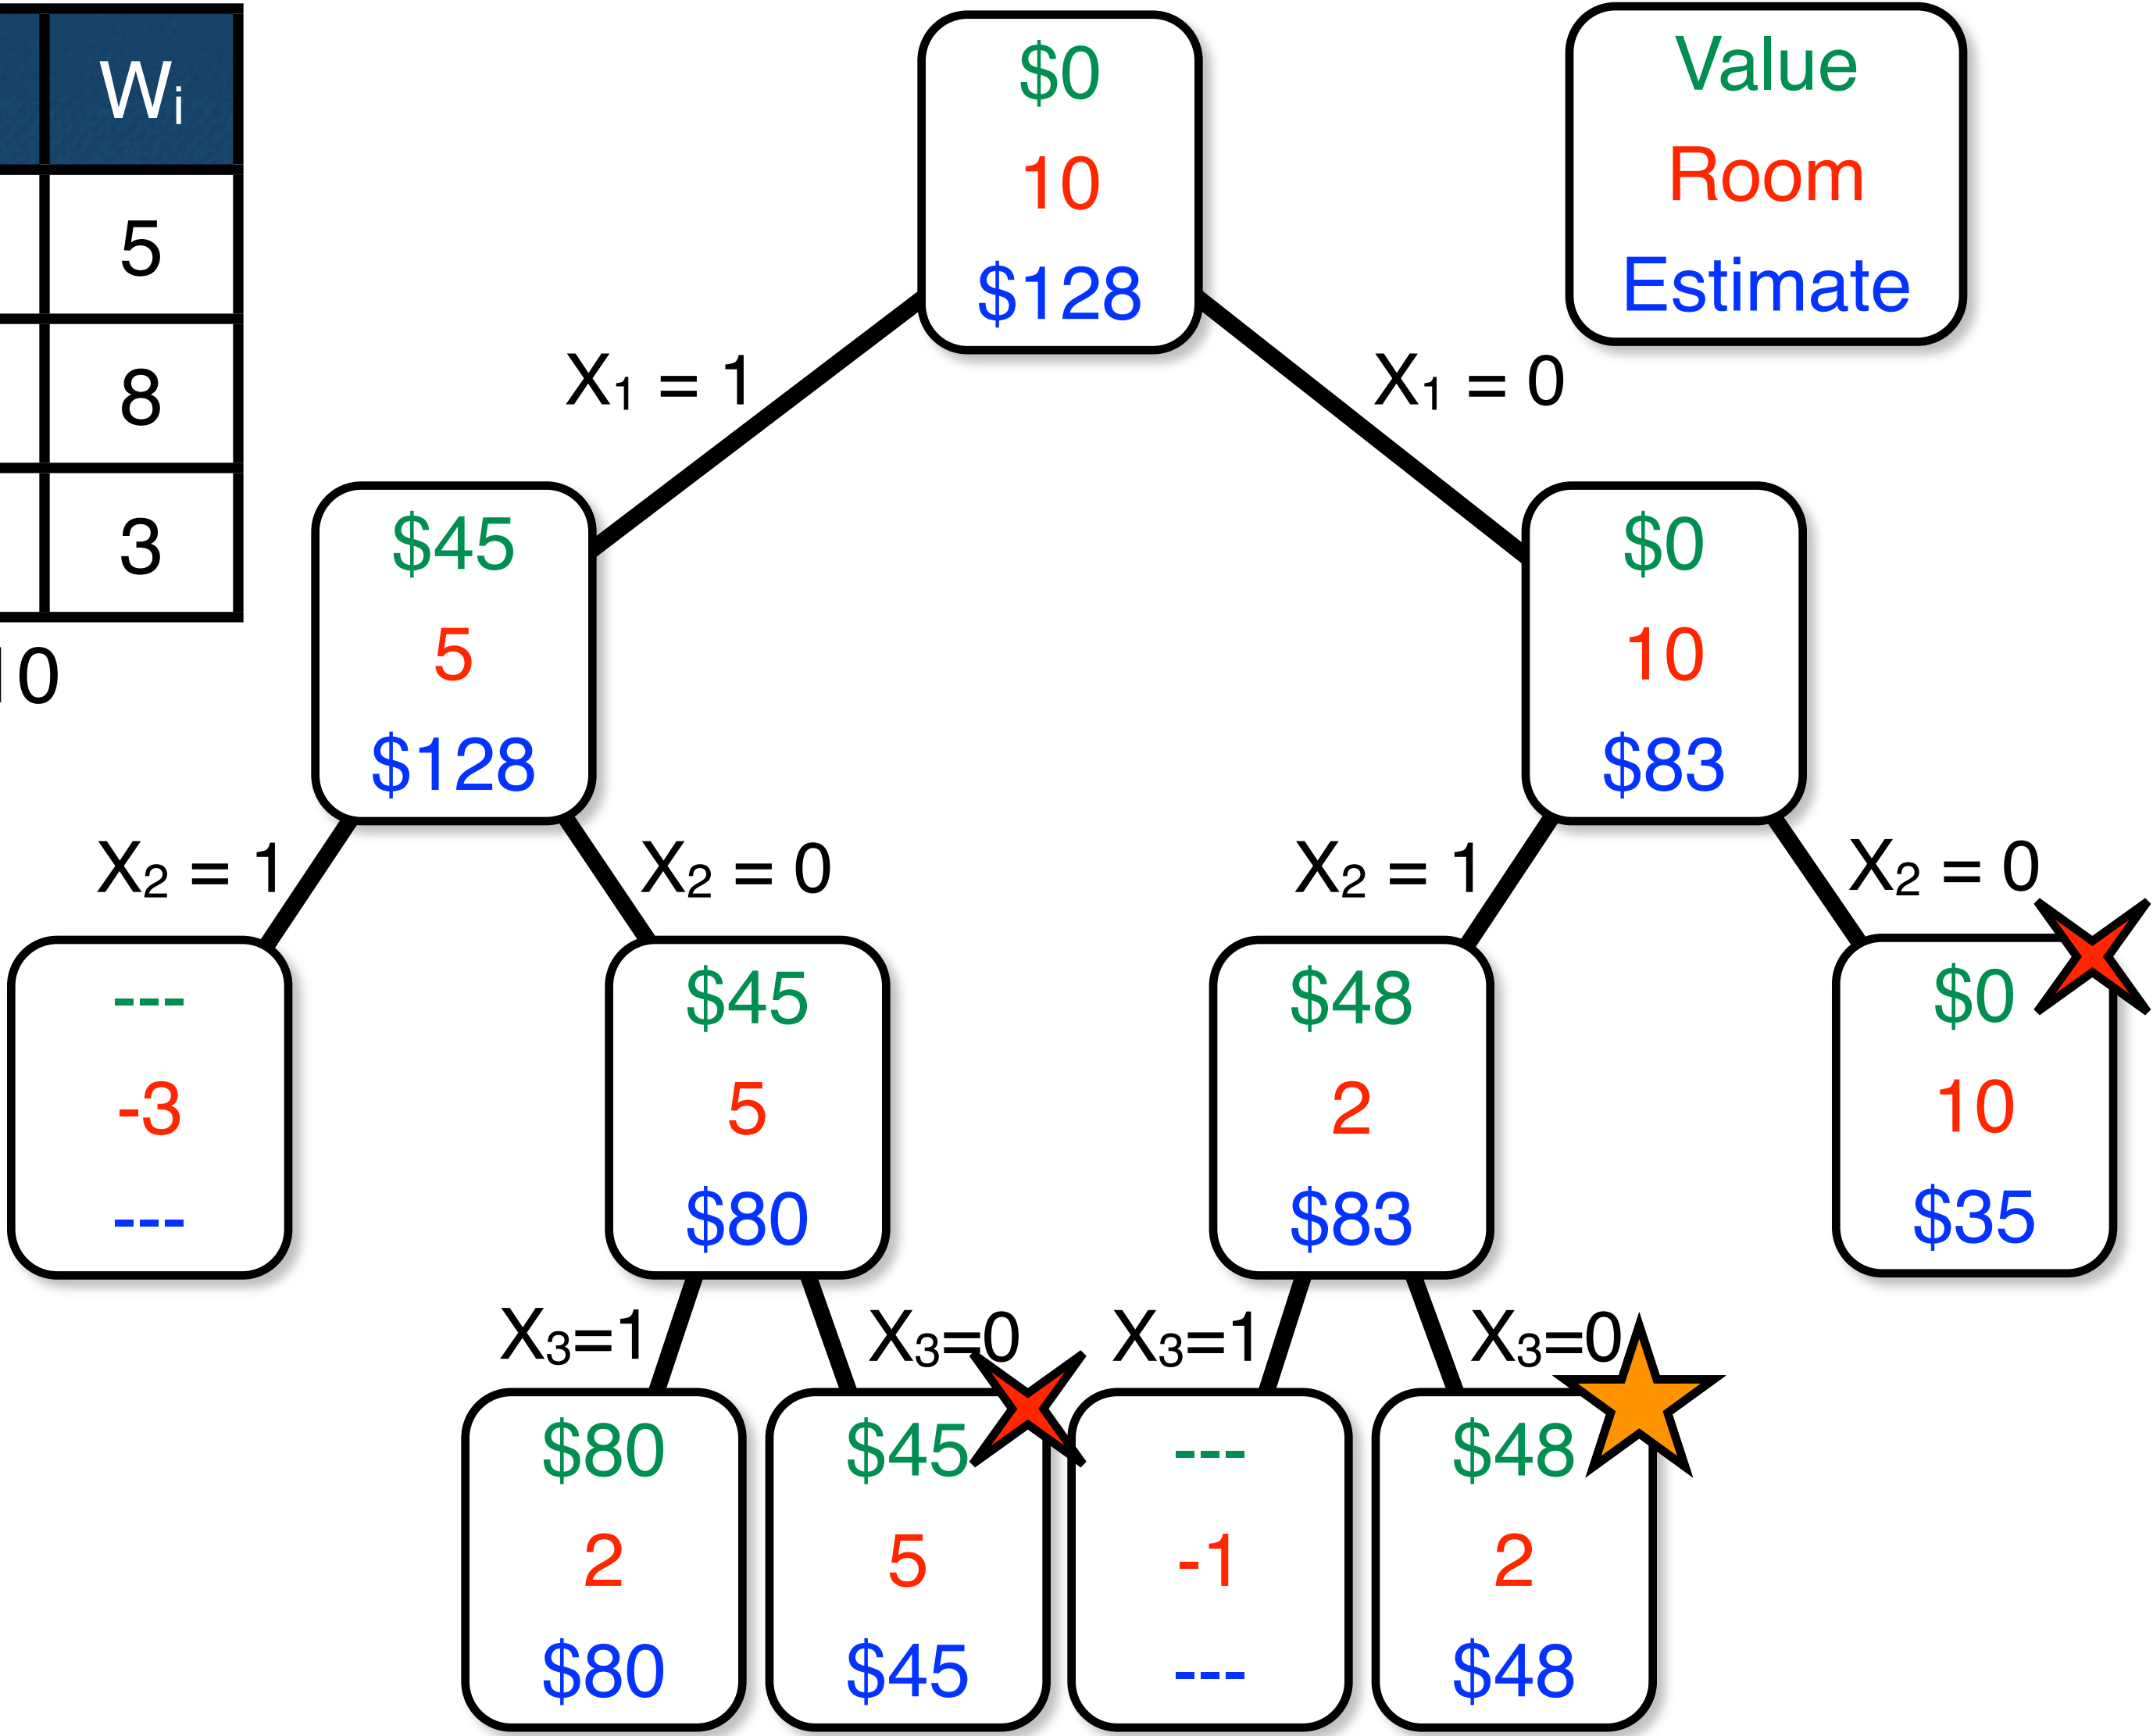 Wᵢ
5
8
3
10
Value
Room
Estimate
$0
10
$128
X₁ = 1
X₁ = 0
$45
5
$128
$0
10
$83
X₂ = 1
X₂ = 0
X₂ = 1
X₂ = 0
---
-3
---
$45
5
$80
$48
2
$83
$0
10
$35
X₃=1
X₃=0
X₃=1
X₃=0
$80
2
$80
$45
5
$45
---
-1
---
$48
2
$48